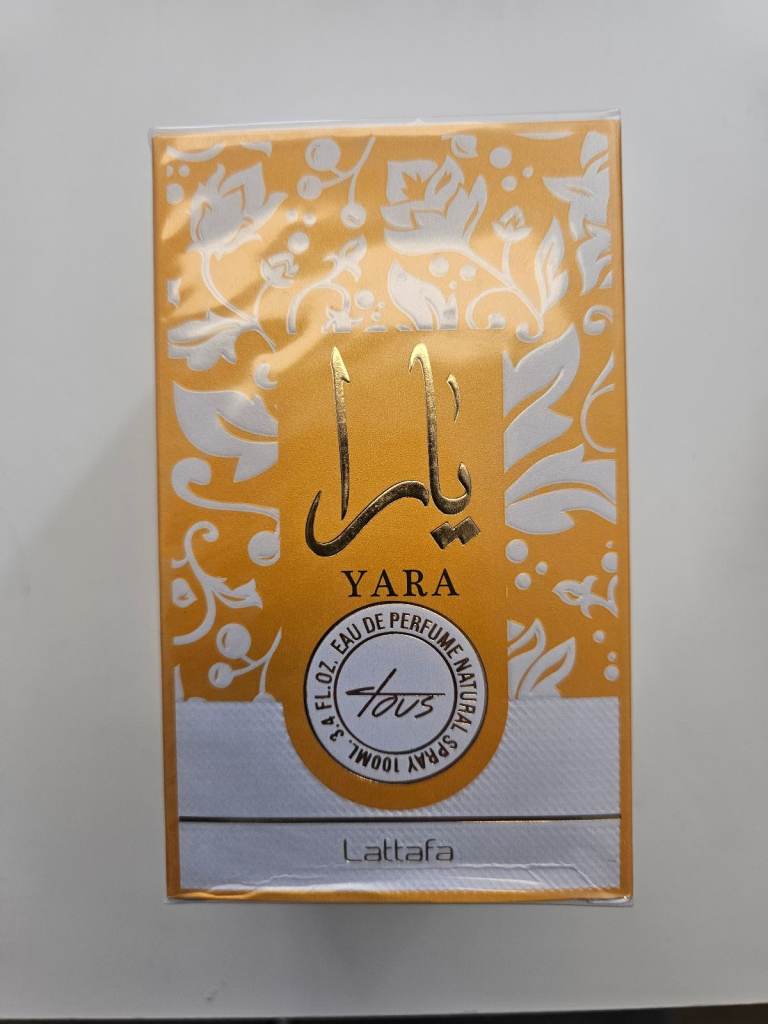 يارا
YARA
EAU DE PERFUME NATURAL SPRAY 100ML. 3.4 FL.OZ.
tous
Lattafa